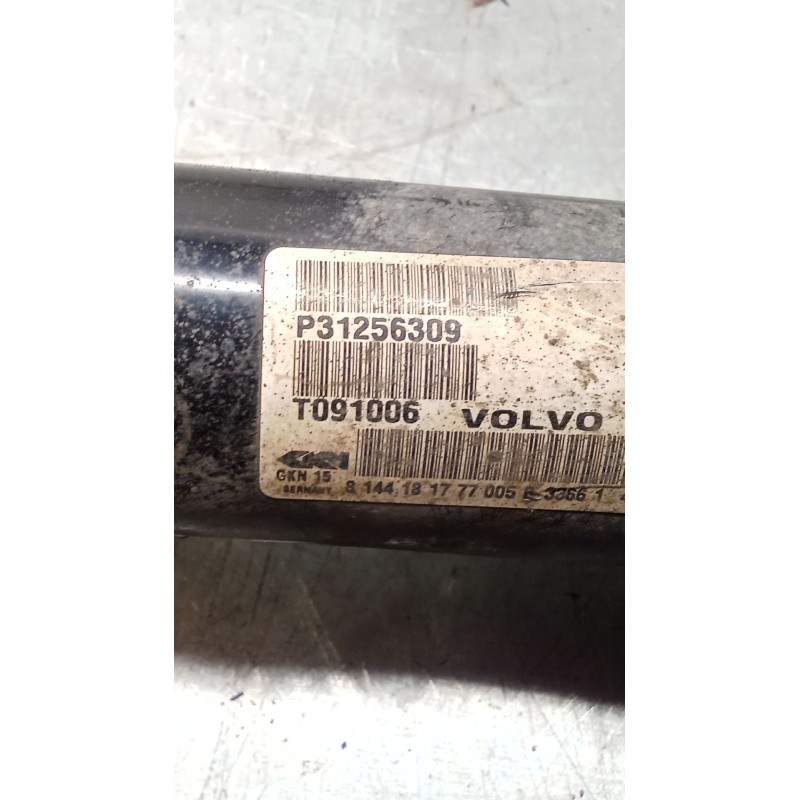 P31256309
T091006 VOLVO
GKN
GKN 15
GERMANY
8 144 18 17 77 005